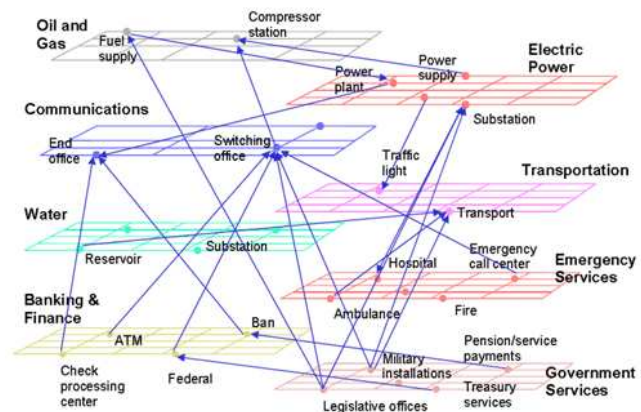 Oil and
Gas
Fuel
supply
Compressor
station
Power
plant
Power
supply
Electric
Power
Substation
Communications
End
office
Switching
office
Traffic
light
Transportation
Transport
Water
Reservoir
Substation
Hospital
Emergency
call center
Emergency
Services
Ambulance
Fire
Banking &
Finance
ATM
Ban
Check
processing
center
Federal
Military
installations
Pension/service
payments
Government
Services
Legislative offices
Treasury
services